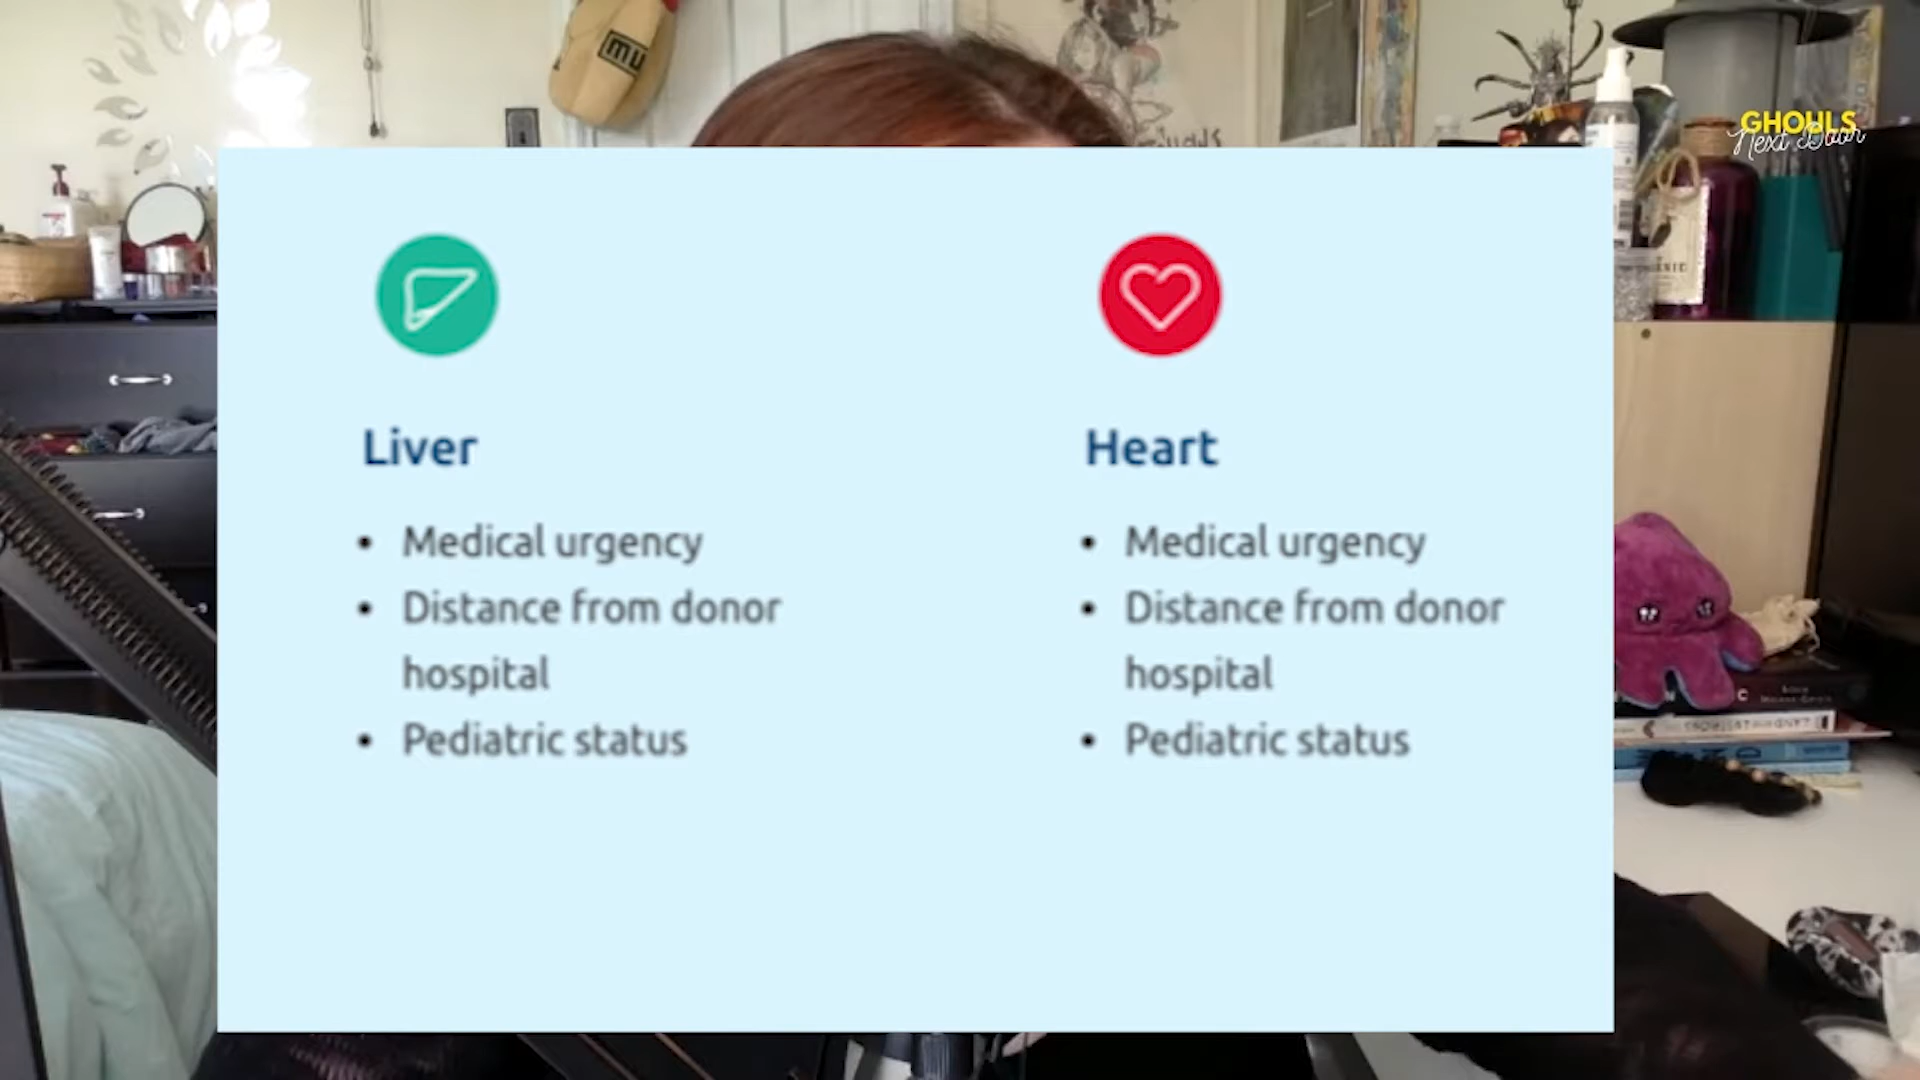 MU
GHOULS
Next Door
Liver
Medical urgency
Distance from donor
hospital
Pediatric status
Heart
Medical urgency
Distance from donor
hospital
Pediatric status